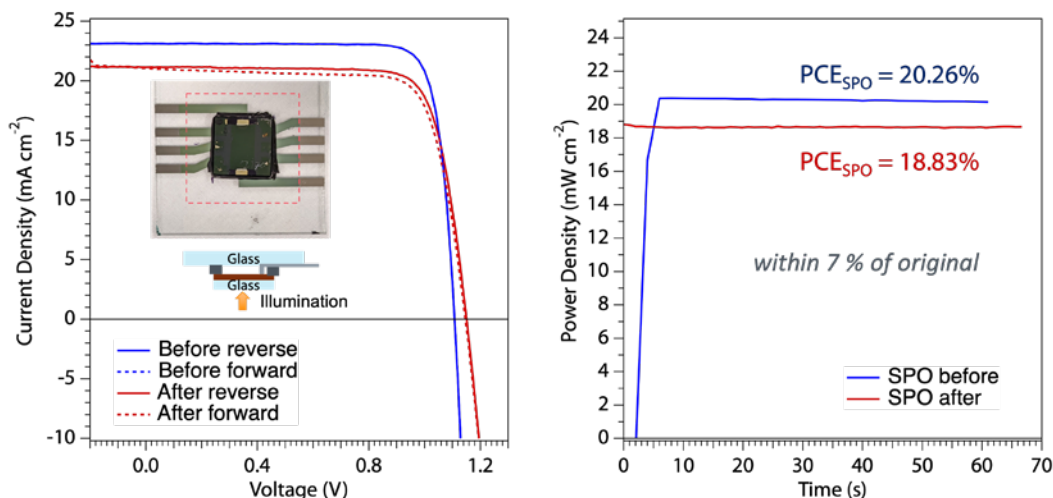 25
20
15
10
5
0
-5
-10
Current Density (mA cm⁻²)
Glass
Glass
Illumination
Before reverse
Before forward
After reverse
After forward
0.0
0.4
0.8
1.2
Voltage (V)
24
22
20
18
16
14
12
10
8
6
4
2
0
Power Density (mW cm⁻²)
PCE_SPO = 20.26%
PCE_SPO = 18.83%
within 7 % of original
SPO before
SPO after
0
10
20
30
40
50
60
70
Time (s)